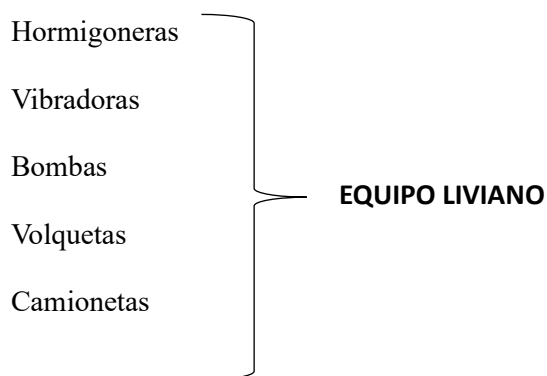 Hormigoneras
Vibradoras
Bombas
EQUIPO LIVIANO
Volquetas
Camionetas